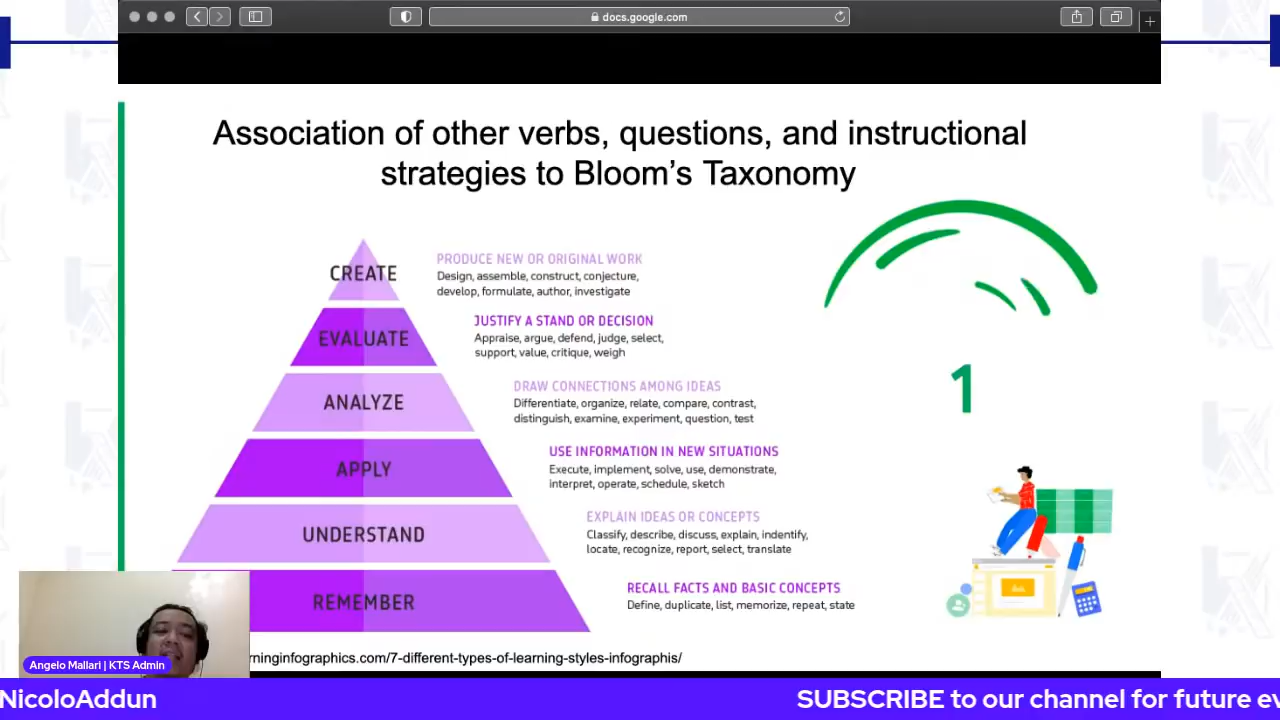 docs.google.com
Association of other verbs, questions, and instructional
strategies to Bloom's Taxonomy
CREATE
PRODUCE NEW OR ORIGINAL WORK
Design, assemble, construct, conjecture,
develop, formulate, author, investigate
EVALUATE
JUSTIFY A STAND OR DECISION
Appraise, argue, defend, judge, select,
support, value, critique, weigh
ANALYZE
DRAW CONNECTIONS AMONG IDEAS
Differentiate, organize, relate, compare, contrast,
distinguish, examine, experiment, question, test
1
APPLY
USE INFORMATION IN NEW SITUATIONS
Execute, implement, solve, use, demonstrate,
interpret, operate, schedule, sketch
UNDERSTAND
EXPLAIN IDEAS OR CONCEPTS
Classify, describe, discuss, explain, indentify,
locate, recognize, report, select, translate
REMEMBER
RECALL FACTS AND BASIC CONCEPTS
Define, duplicate, list, memorize, repeat, state
rninginfographics.com/7-different-types-of-learning-styles-infographis/
Angelo Mallari | KTS Admin
NicoloAddun
SUBSCRIBE to our channel for future ev